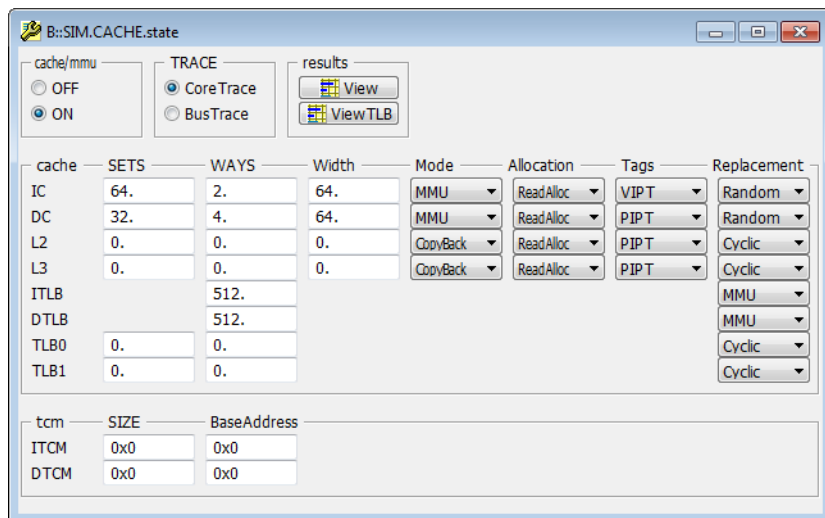 B::SIM.CACHE.state
cache/mmu TRACE results
OFF CoreTrace View
ON BusTrace ViewTLB
cache SETS WAYS Width Mode Allocation Tags Replacement
IC 64. 2. 64. MMU ReadAlloc VIPT Random
DC 32. 4. 64. MMU ReadAlloc PIPT Random
L2 0. 0. 0. CopyBack ReadAlloc PIPT Cyclic
L3 0. 0. 0. CopyBack ReadAlloc PIPT Cyclic
ITLB 512. MMU
DTLB 512. MMU
TLB0 0. 0. Cyclic
TLB1 0. 0. Cyclic
tcm SIZE BaseAddress
ITCM 0x0 0x0
DTCM 0x0 0x0